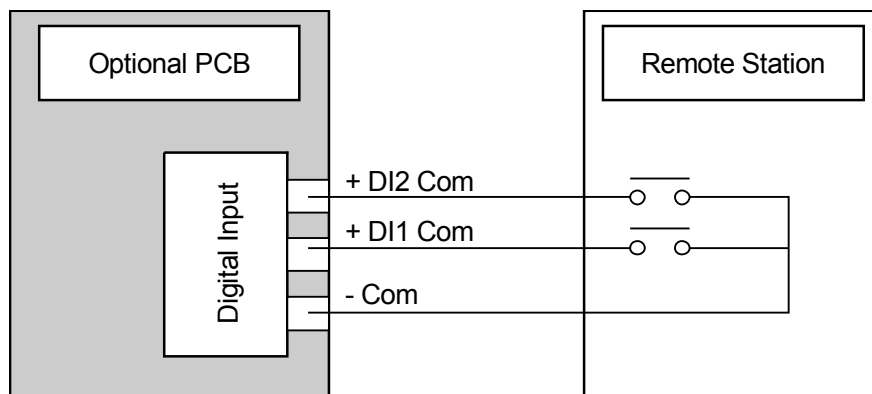 Optional PCB
Remote Station
Digital Input
+ DI2 Com
+ DI1 Com
- Com